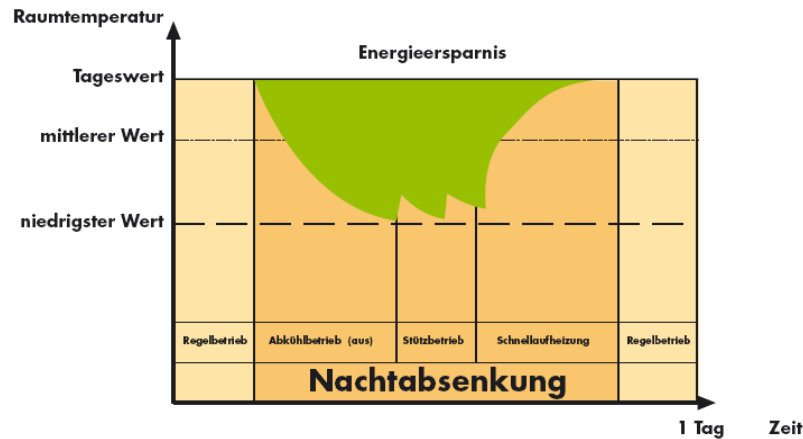 Raumtemperatur
Energieersparnis
Tageswert
mittlerer Wert
niedrigster Wert
Regelbetrieb Abkühlbetrieb (aus) Stützbetrieb Schnellaufheizung Regelbetrieb
Nachtabsenkung
1 Tag Zeit